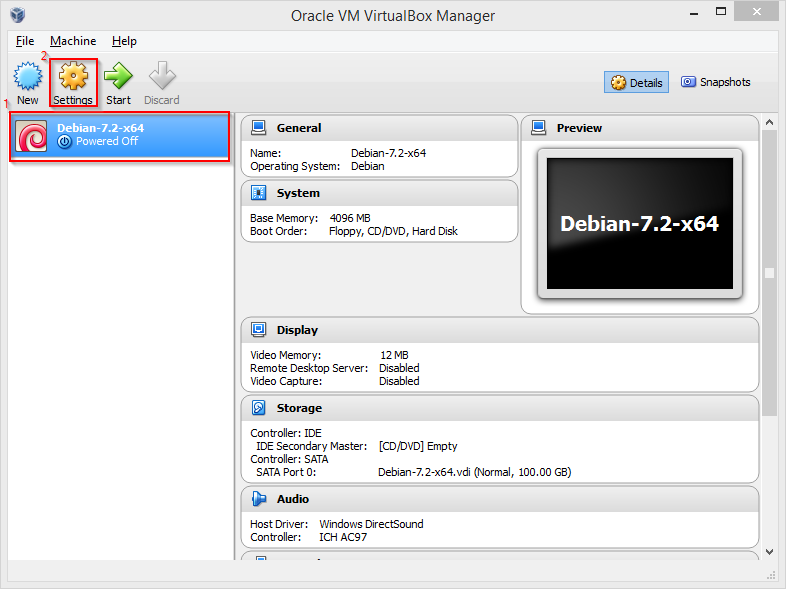 Oracle VM VirtualBox Manager
File Machine Help
2
New Settings Start Discard
Details Snapshots
1
Debian-7.2-x64
Powered Off
General
Name: Debian-7.2-x64
Operating System: Debian
System
Base Memory: 4096 MB
Boot Order: Floppy, CD/DVD, Hard Disk
Preview
Debian-7.2-x64
Display
Video Memory: 12 MB
Remote Desktop Server: Disabled
Video Capture: Disabled
Storage
Controller: IDE
IDE Secondary Master: [CD/DVD] Empty
Controller: SATA
SATA Port 0: Debian-7.2-x64.vdi (Normal, 100.00 GB)
Audio
Host Driver: Windows DirectSound
Controller: ICH AC97